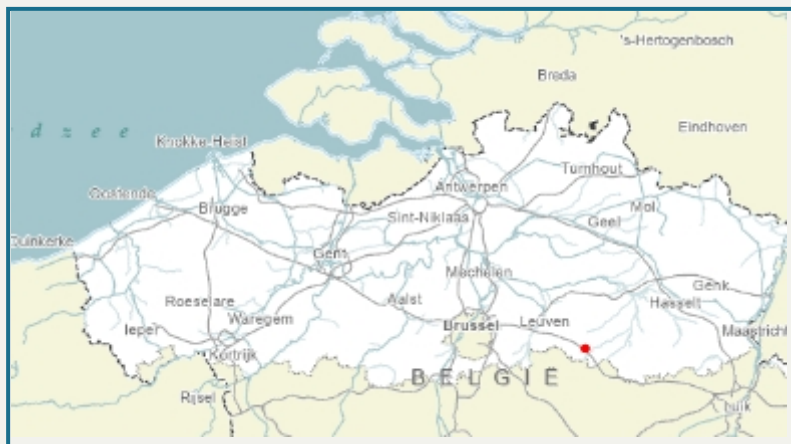 's-Hertogenbosch
Breda
Eindhoven
d z e e
Knokke-Heist
Turnhout
Antwerpen
Oostende
Brugge
Sint-Niklaas
Geel
Mol
Duinkerke
Gent
Mechelen
Genk
Roeselare
Aalst
Hasselt
Ieper
Waregem
Brussel
Leuven
Maastricht
Kortrijk
BELGIË
Rijsel
Luik